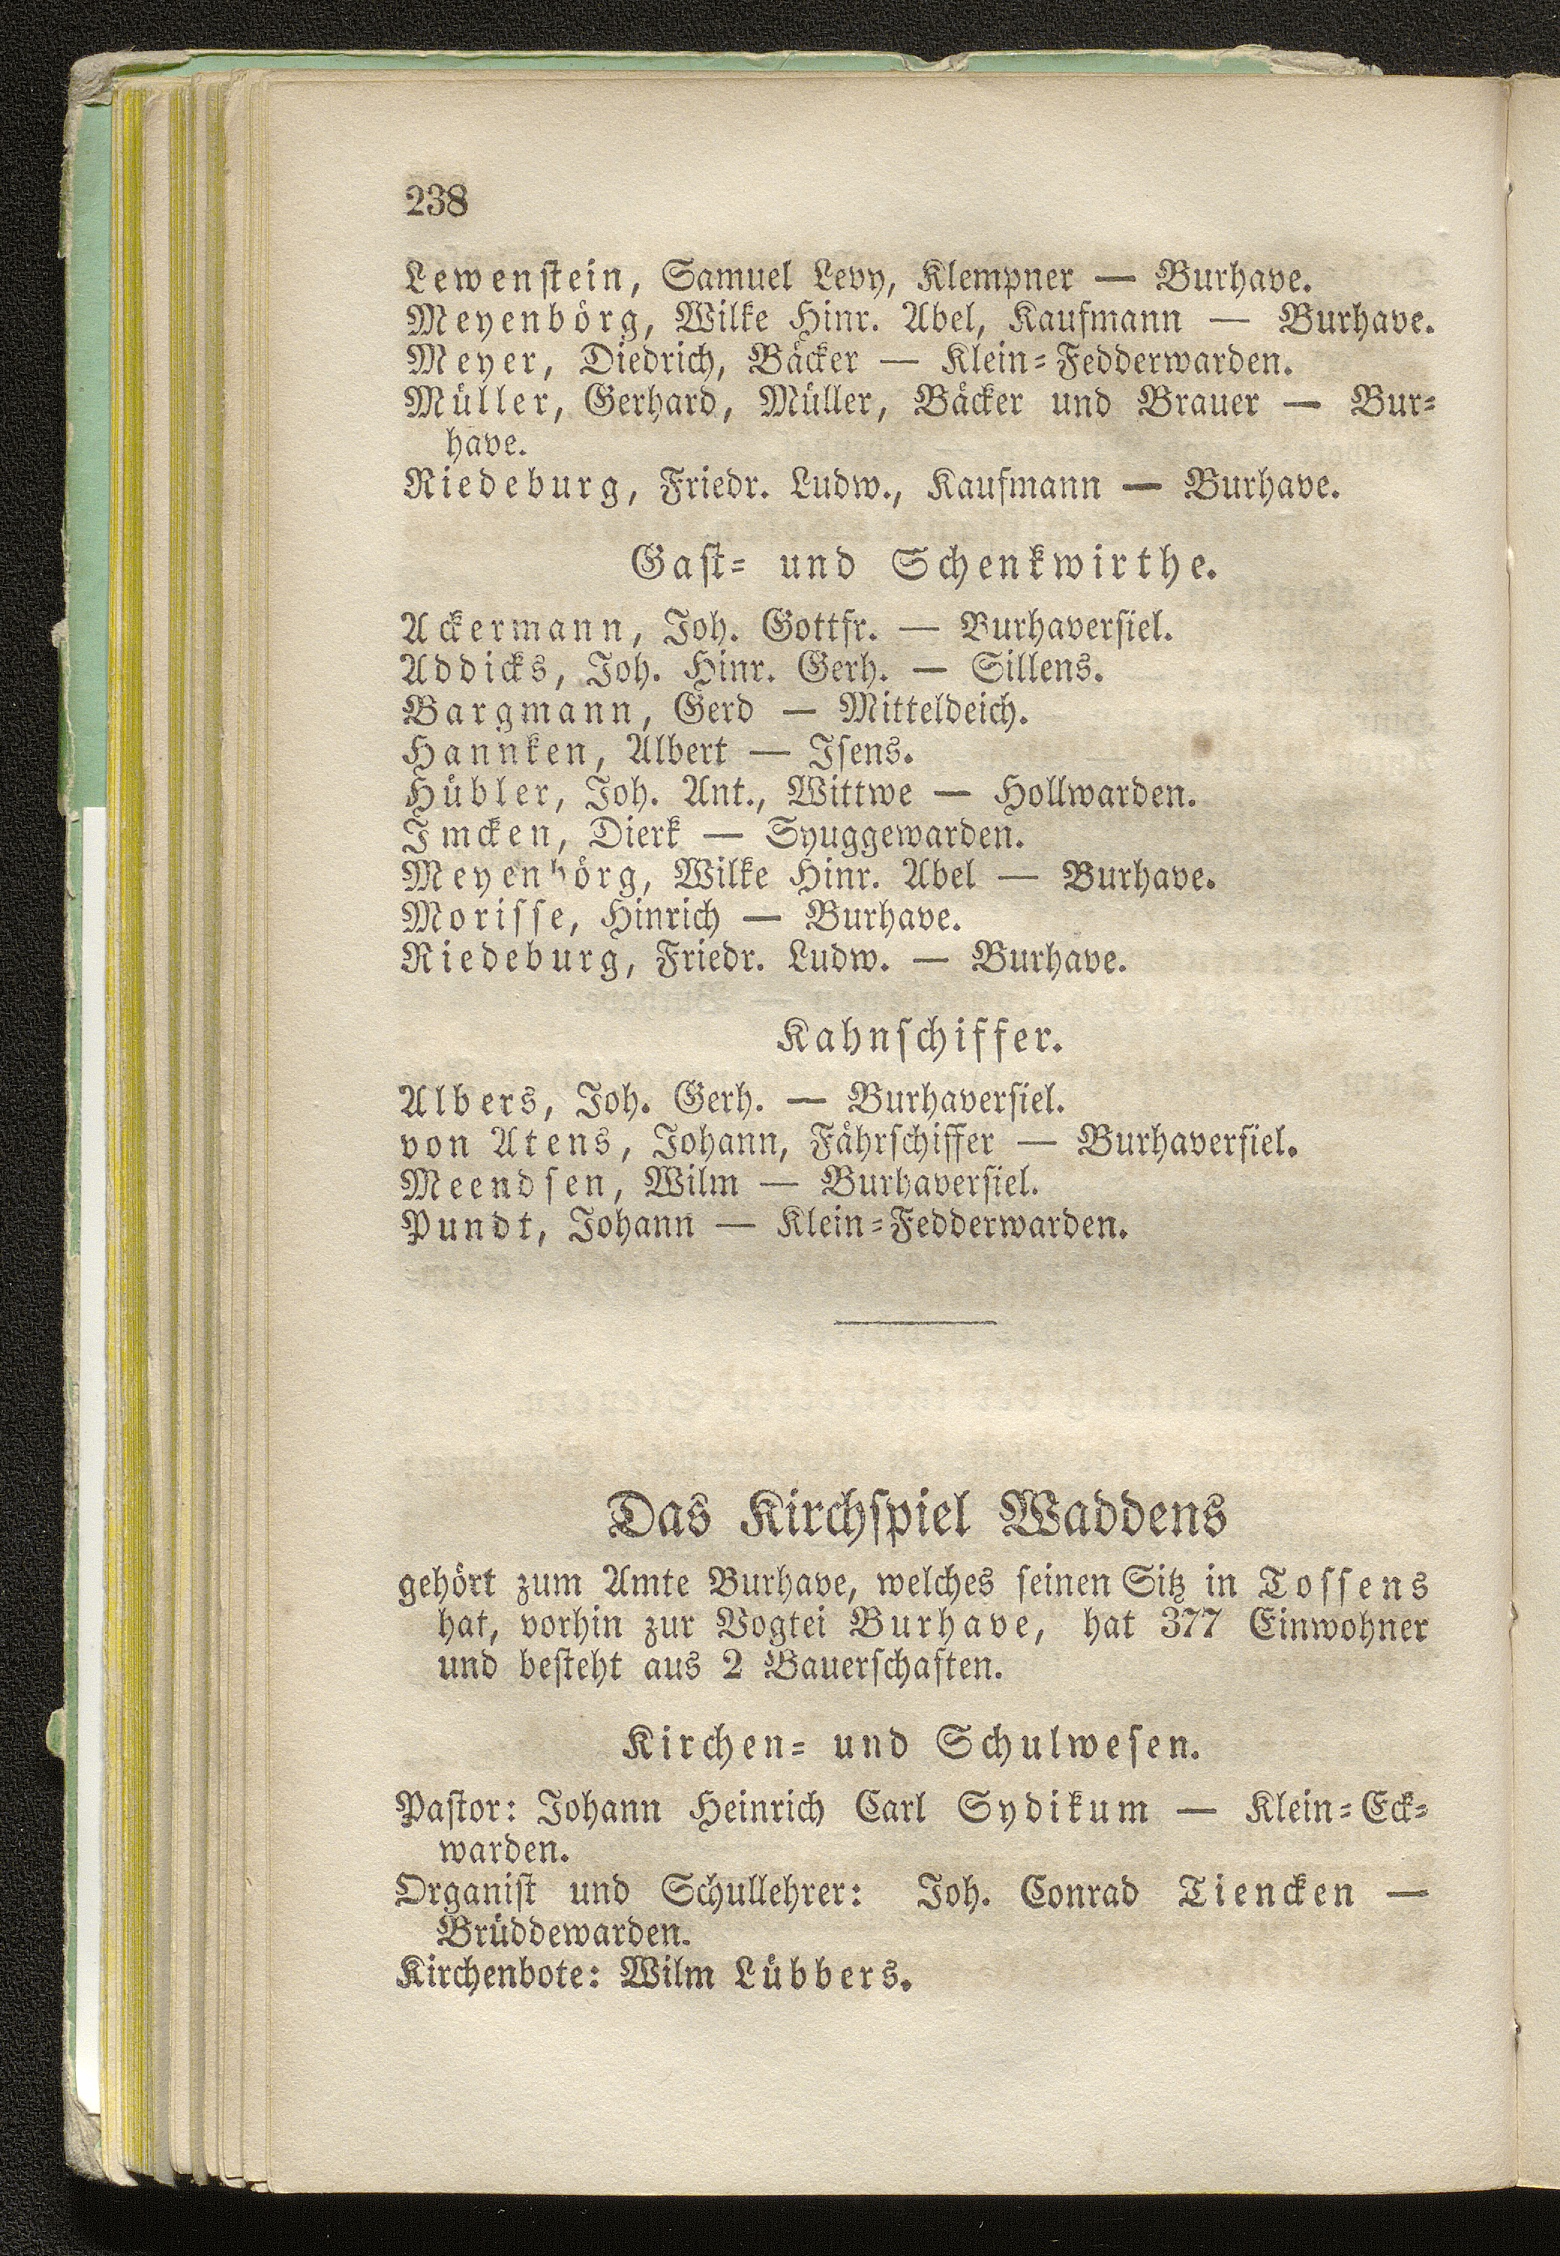 238
Lewenstein, Samuel Levy, Klempner — Burhave.
Meyenbörg, Wilke Hinr. Abel, Kaufmann — Burhave.
Meyer, Diedrich, Bäcker — Klein-Fedderwarden.
Müller, Gerhard, Müller, Bäcker und Brauer — Bur-
have.
Riedeburg, Friedr. Ludw., Kaufmann — Burhave.
Gast- und Schenkwirthe.
Ackermann, Joh. Gottfr. — Burhaversiel.
Addicks, Joh. Hinr. Gerh. — Sillens.
Bargmann, Gerd — Mitteldeich.
Hannken, Albert — Isens.
Hübler, Joh. Ant., Wittwe — Hollwarden.
Imcken, Dierk — Syuggewarden.
Meyenbörg, Wilke Hinr. Abel — Burhave.
Morisse, Hinrich — Burhave.
Riedeburg, Friedr. Ludw. — Burhave.
Kahnschiffer.
Albers, Joh. Gerh. — Burhaversiel.
von Atens, Johann, Fährschiffer — Burhaversiel.
Meendsen, Wilm — Burhaversiel.
Pundt, Johann — Klein-Fedderwarden.
Das Kirchspiel Waddens
gehört zum Amte Burhave, welches seinen Sitz in Tossens
hat, vorhin zur Vogtei Burhave, hat 377 Einwohner
und besteht aus 2 Bauerschaften.
Kirchen- und Schulwesen.
Pastor: Johann Heinrich Carl Sydikum — Klein-Eck-
warden.
Organist und Schullehrer: Joh. Conrad Tiencken —
Brüddewarden.
Kirchenbote: Wilm Lübbers.